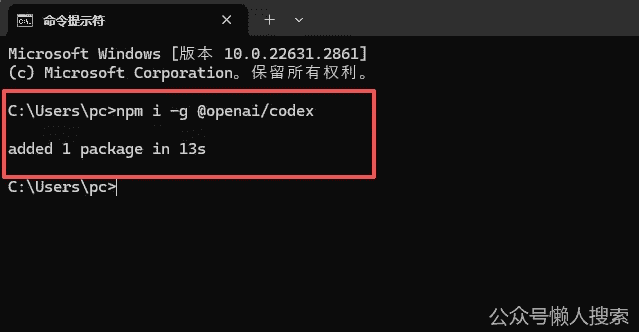 命令提示符
Microsoft Windows [版本 10.0.22631.2861]
(c) Microsoft Corporation。保留所有权利。
C:\Users\pc>npm i -g @openai/codex
added 1 package in 13s
C:\Users\pc>
公众号懒人搜索